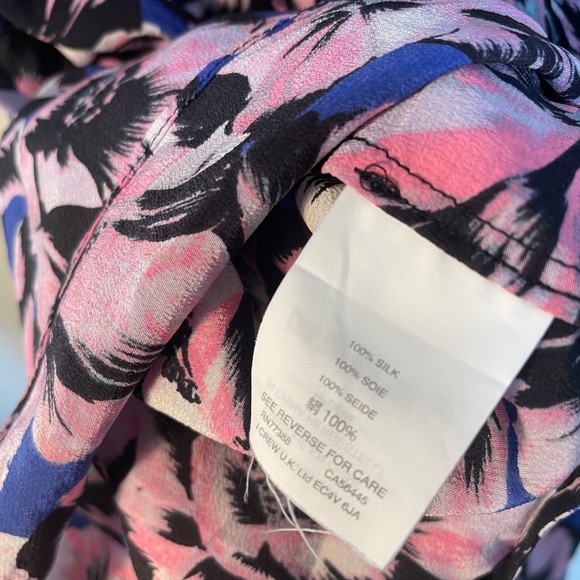 100% SILK
100% SOIE
100% SEIDE
絹 100%
SEE REVERSE FOR CARE
RN77388 CA56445
J.CREW U.K. Ltd EC4V 6JA